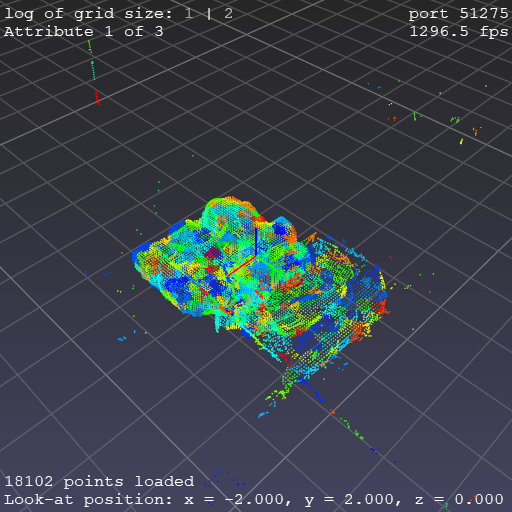 log of grid size: 1 | 2
port 51275
Attribute 1 of 3
1296.5 fps
18102 points loaded
Look-at position: x = -2.000, y = 2.000, z = 0.000